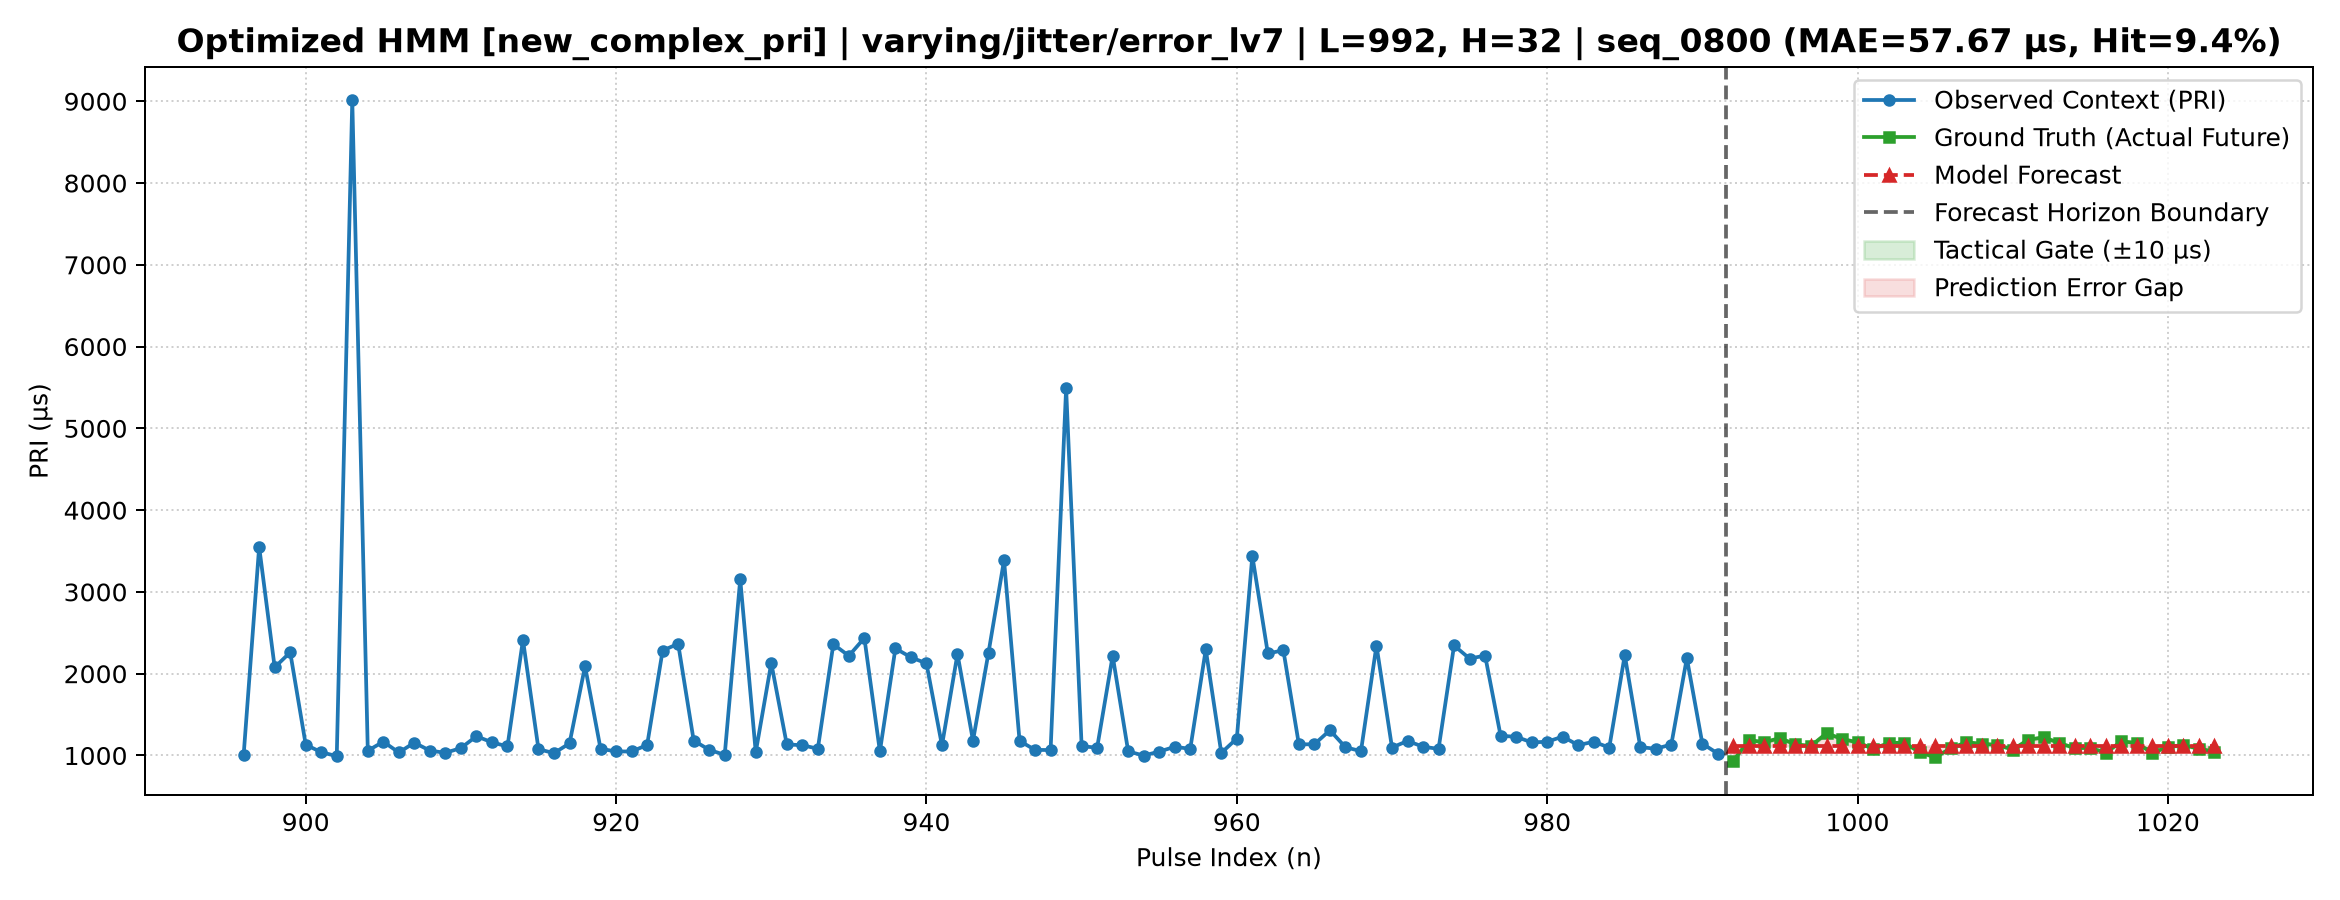 Optimized HMM [new_complex_pri] | varying/jitter/error_lv7 | L=992, H=32 | seq_0800 (MAE=57.67 µs, Hit=9.4%)
PRI (µs)
9000
8000
7000
6000
5000
4000
3000
2000
1000
Observed Context (PRI)
Ground Truth (Actual Future)
Model Forecast
Forecast Horizon Boundary
Tactical Gate (±10 µs)
Prediction Error Gap
900 920 940 960 980 1000 1020
Pulse Index (n)